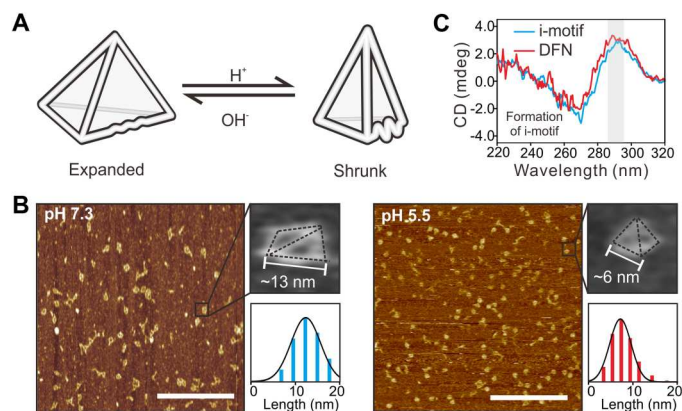 A
H⁺
OH⁻
Expanded
Shrunk
C
i-motif
DFN
CD (mdeg)
4.0
2.0
0.0
-2.0
-4.0
Formation
of i-motif
220 240 260 280 300 320
Wavelength (nm)
B
pH 7.3
~13 nm
0 10 20
Length (nm)
pH 5.5
~6 nm
0 10 20
Length (nm)